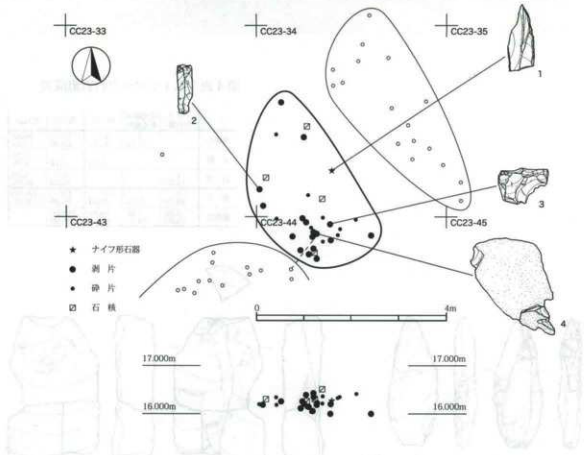 CC23-33
CC23-34
CC23-35
1
2
3
CC23-43
CC23-44
CC23-45
★ ナイフ形石器
● 剥片
• 砕片
石核
4
0 4m
17.000m 17.000m
16.000m 16.000m